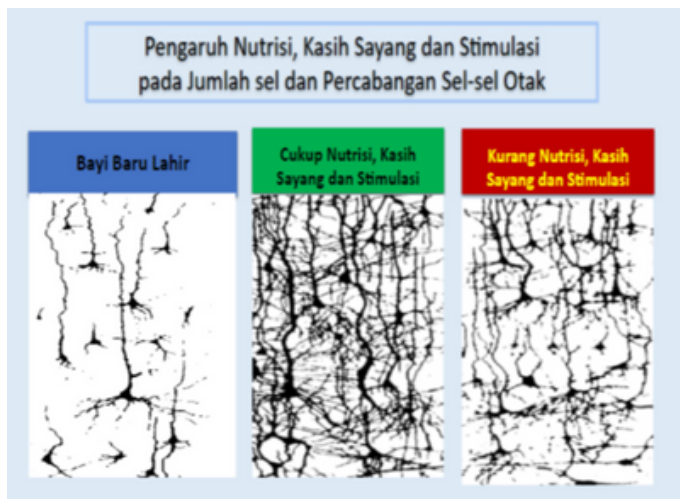 Pengaruh Nutrisi, Kasih Sayang dan Stimulasi
pada Jumlah sel dan Percabangan Sel-sel Otak
Bayi Baru Lahir
Cukup Nutrisi, Kasih
Sayang dan Stimulasi
Kurang Nutrisi, Kasih
Sayang dan Stimulasi